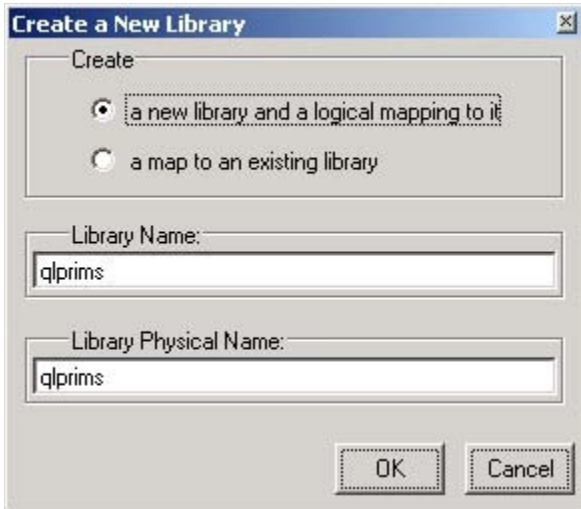 Create a New Library
Create
a new library and a logical mapping to it
a map to an existing library
Library Name:
qlprims
Library Physical Name:
qlprims
OK
Cancel